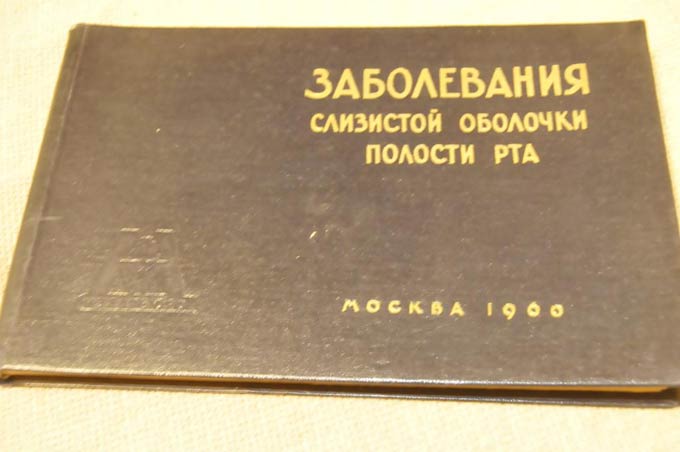 ЗАБОЛЕВАНИЯ
СЛИЗИСТОЙ ОБОЛОЧКИ
ПОЛОСТИ РТА
МОСКВА 1960